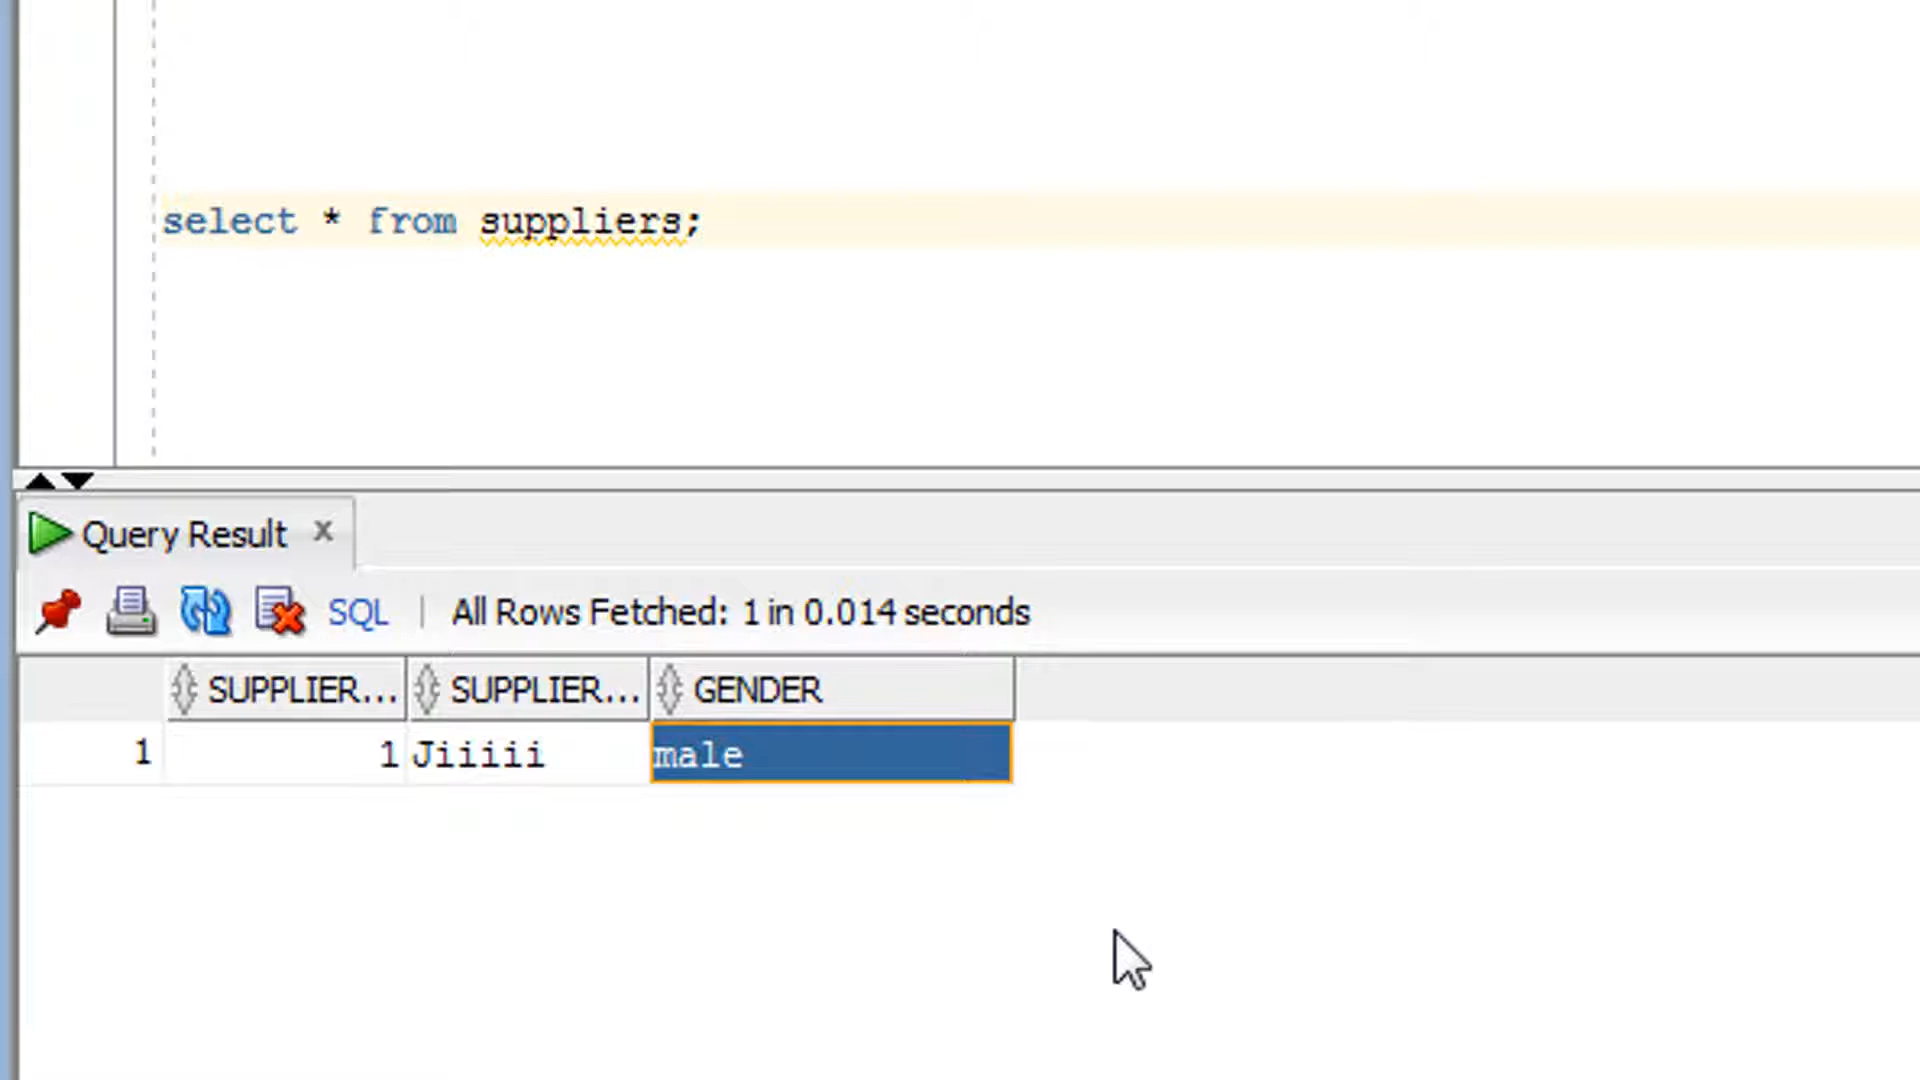 select * from suppliers;
Query Result x
SQL | All Rows Fetched: 1 in 0.014 seconds
SUPPLIER... SUPPLIER... GENDER
1 1 Jiiiii male